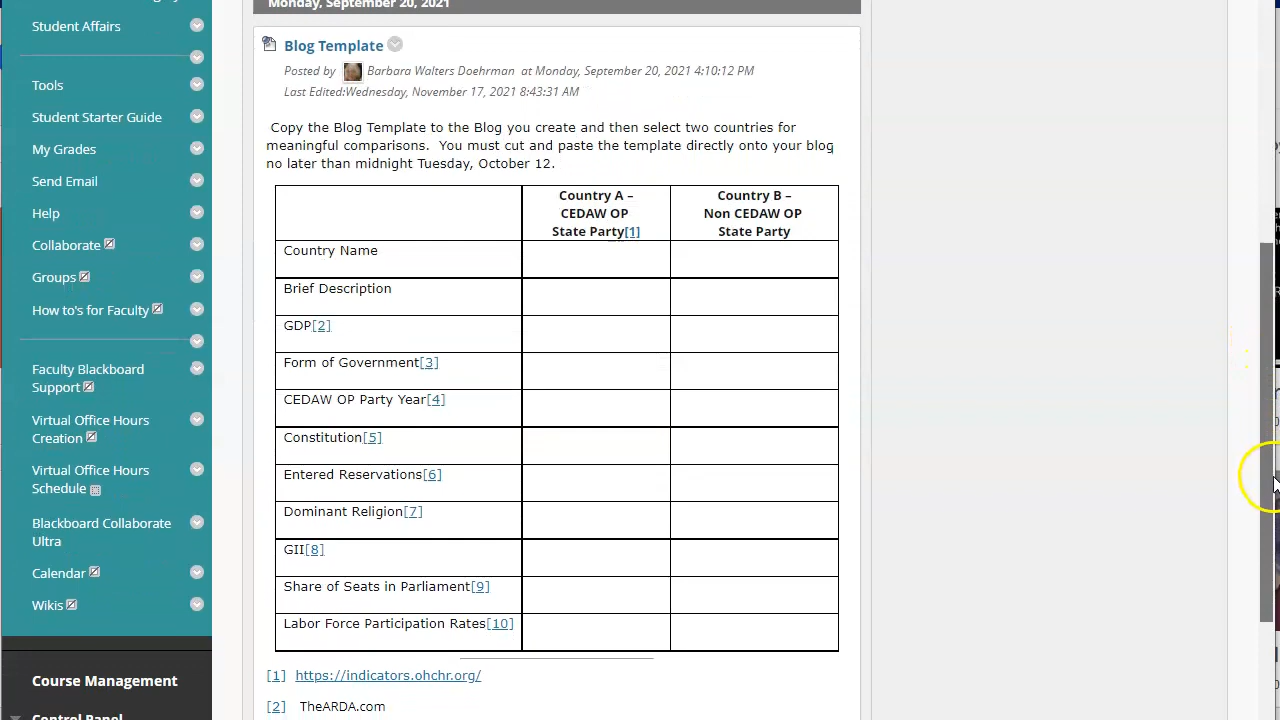 Student Affairs
Tools
Student Starter Guide
My Grades
Send Email
Help
Collaborate
Groups
How to's for Faculty
Faculty Blackboard
Support
Virtual Office Hours
Creation
Virtual Office Hours
Schedule
Blackboard Collaborate
Ultra
Calendar
Wikis
Course Management
Control Panel
Monday, September 20, 2021
Blog Template
Posted by Barbara Walters Doehrman at Monday, September 20, 2021 4:10:12 PM
Last Edited:Wednesday, November 17, 2021 8:43:31 AM
Copy the Blog Template to the Blog you create and then select two countries for
meaningful comparisons. You must cut and paste the template directly onto your blog
no later than midnight Tuesday, October 12.
Country A –
CEDAW OP
State Party[1]
Country B –
Non CEDAW OP
State Party
Country Name
Brief Description
GDP[2]
Form of Government[3]
CEDAW OP Party Year[4]
Constitution[5]
Entered Reservations[6]
Dominant Religion[7]
GII[8]
Share of Seats in Parliament[9]
Labor Force Participation Rates[10]
[1] https://indicators.ohchr.org/
[2] TheARDA.com